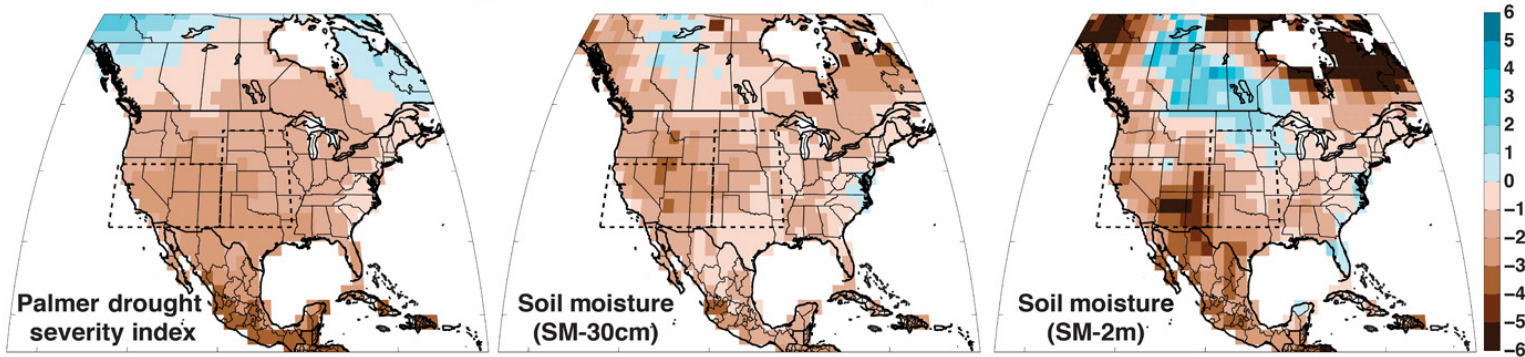 Palmer drought
severity index
Soil moisture
(SM-30cm)
Soil moisture
(SM-2m)
6
5
4
3
2
1
0
−1
−2
−3
−4
−5
−6